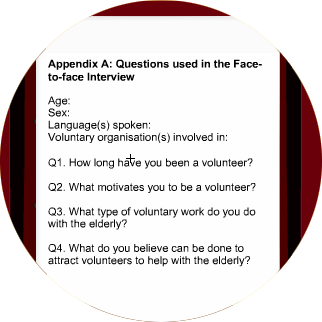 Appendix A: Questions used in the Face-
to-face Interview
Age:
Sex:
Language(s) spoken:
Voluntary organisation(s) involved in:
Q1. How long have you been a volunteer?
Q2. What motivates you to be a volunteer?
Q3. What type of voluntary work do you do
with the elderly?
Q4. What do you believe can be done to
attract volunteers to help with the elderly?